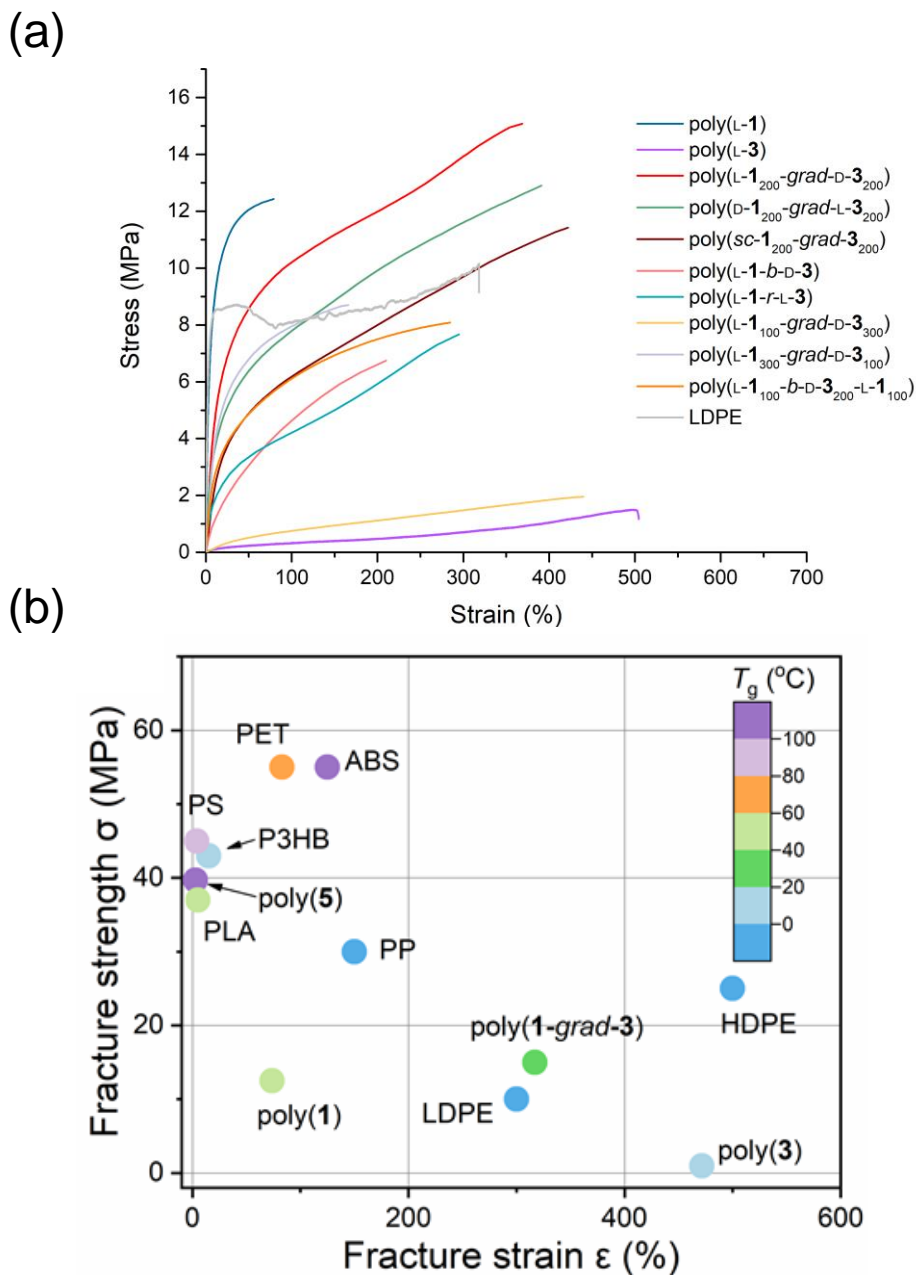 (a)
16
14
12
10
8
6
4
2
0
Stress (MPa)
0 100 200 300 400 500 600 700
Strain (%)
poly(L-1)
poly(L-3)
poly(L-1200-grad-D-3200)
poly(D-1200-grad-L-3200)
poly(sc-1200-grad-3200)
poly(L-1-b-D-3)
poly(L-1-r-L-3)
poly(L-1100-grad-D-3300)
poly(L-1300-grad-D-3100)
poly(L-1100-b-D-3200-L-1100)
LDPE
(b)
60
40
20
0
Fracture strength σ (MPa)
0 200 400 600
Fracture strain ε (%)
PET
ABS
PS
P3HB
poly(5)
PLA
PP
HDPE
poly(1-grad-3)
LDPE
poly(1)
poly(3)
Tg (°C)
100
80
60
40
20
0